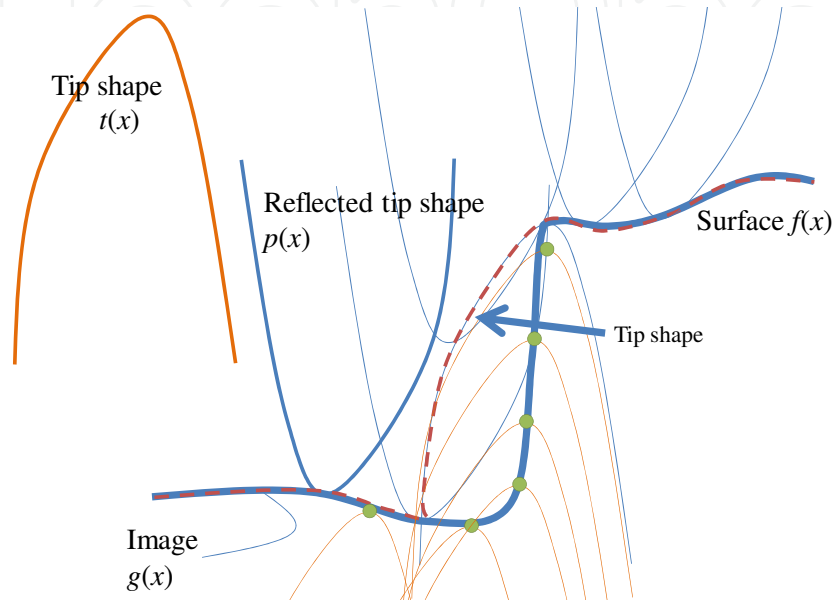 Tip shape
t(x)
Reflected tip shape
p(x)
Surface f(x)
Tip shape
Image
g(x)